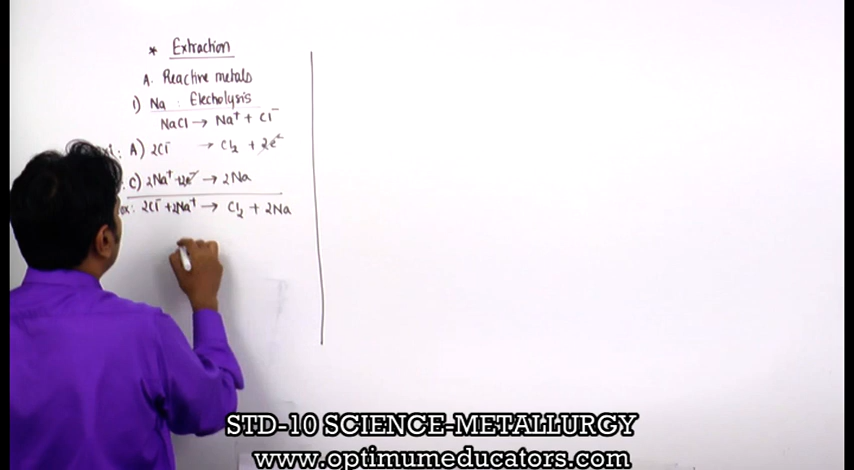 * Extraction
A. Reactive metals
1) Na : Electrolysis
NaCl → Na⁺ + Cl⁻
A) 2Cl⁻ → Cl₂ + 2e⁻
C) 2Na⁺ + 2e⁻ → 2Na
2Cl⁻ + 2Na⁺ → Cl₂ + 2Na
STD-10 SCIENCE-METALLURGY
www.optimumeducators.com